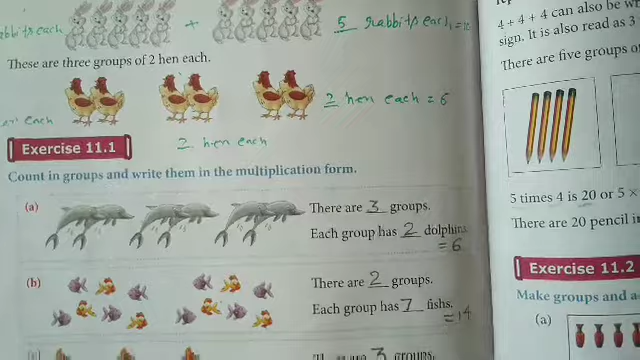 + 5 rabbits each
These are three groups of 2 hen each.
each 2 hen each = 6
2 hen each
Exercise 11.1
Count in groups and write them in the multiplication form.
(a) There are 3 groups.
Each group has 2 dolphins
= 6
(b) There are 2 groups.
Each group has 7 fishs.
= 14
3 groups.
4 + 4 + 4 can also be
sign. It is also read as 3
There are five groups
5 times 4 is 20 or 5 ×
There are 20 pencil
Exercise 11.2
Make groups and
(a)